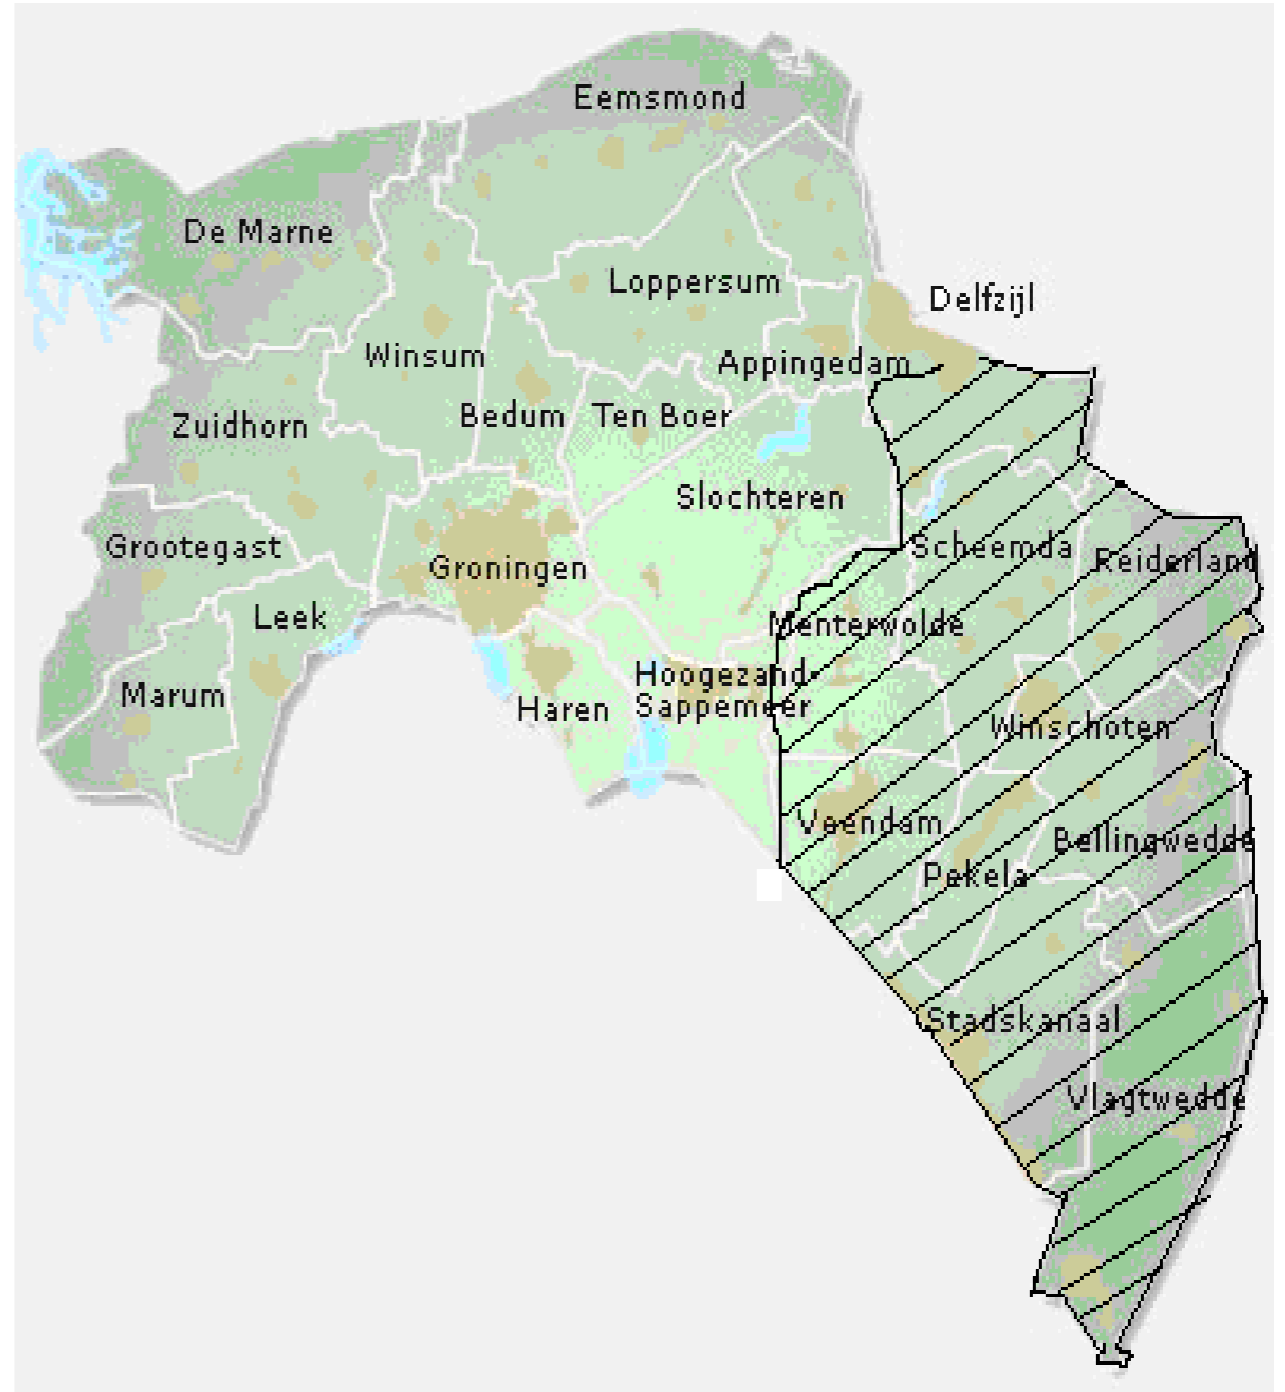 Eemsmond
De Marne
Loppersum
Delfzijl
Winsum
Appingedam
Zuidhorn
Bedum
Ten Boer
Slochteren
Grootegast
Groningen
Scheemda
Reiderland
Leek
Menterwolde
Marum
Hoogezand-
Sappemeer
Haren
Winschoten
Veendam
Bellingwedde
Pekela
Stadskanaal
Vlagtwedde